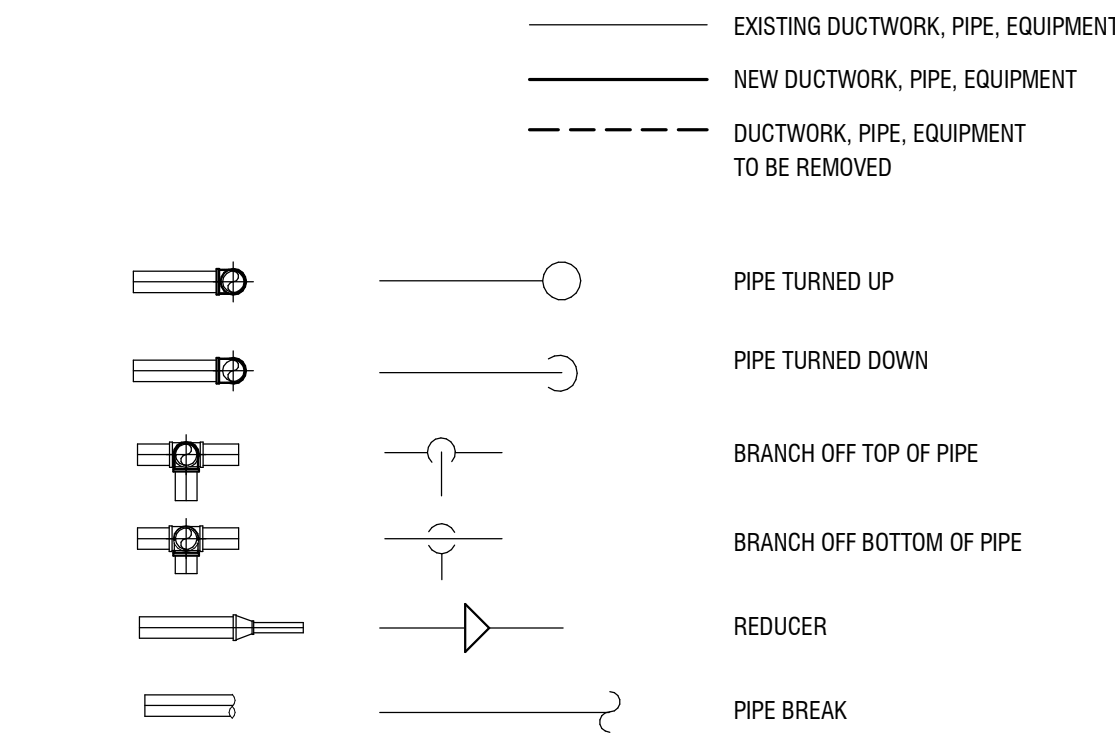 EXISTING DUCTWORK, PIPE, EQUIPMENT
NEW DUCTWORK, PIPE, EQUIPMENT
DUCTWORK, PIPE, EQUIPMENT
TO BE REMOVED
PIPE TURNED UP
PIPE TURNED DOWN
BRANCH OFF TOP OF PIPE
BRANCH OFF BOTTOM OF PIPE
REDUCER
PIPE BREAK